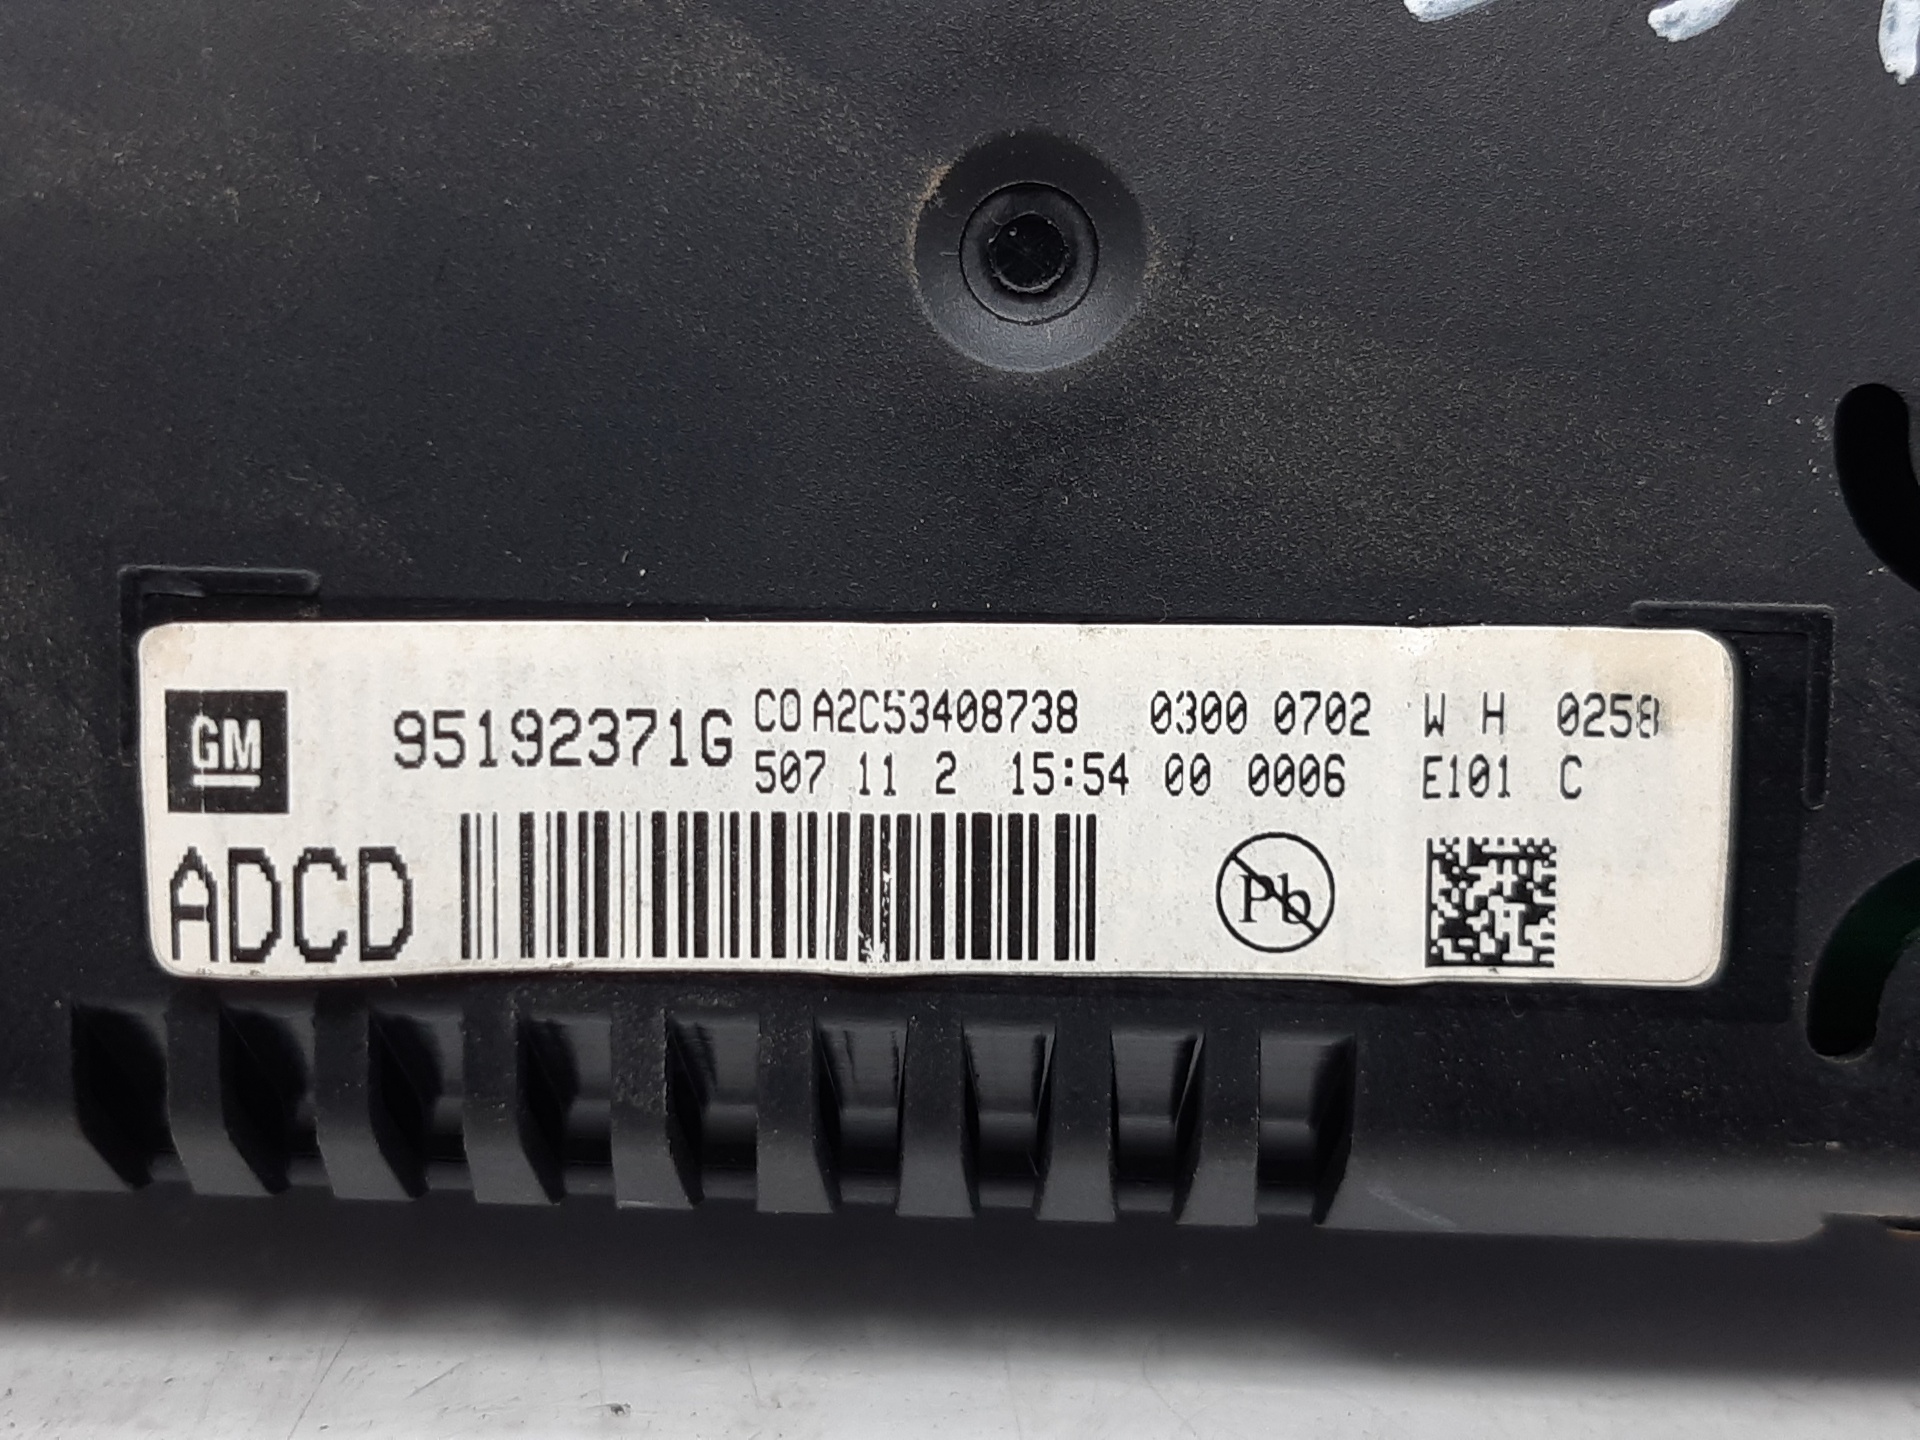 GM 95192371G C0 A2C53408738 0300 0702 W H 0258
507 11 2 15:54 00 0006 E101 C
ADCD Pb